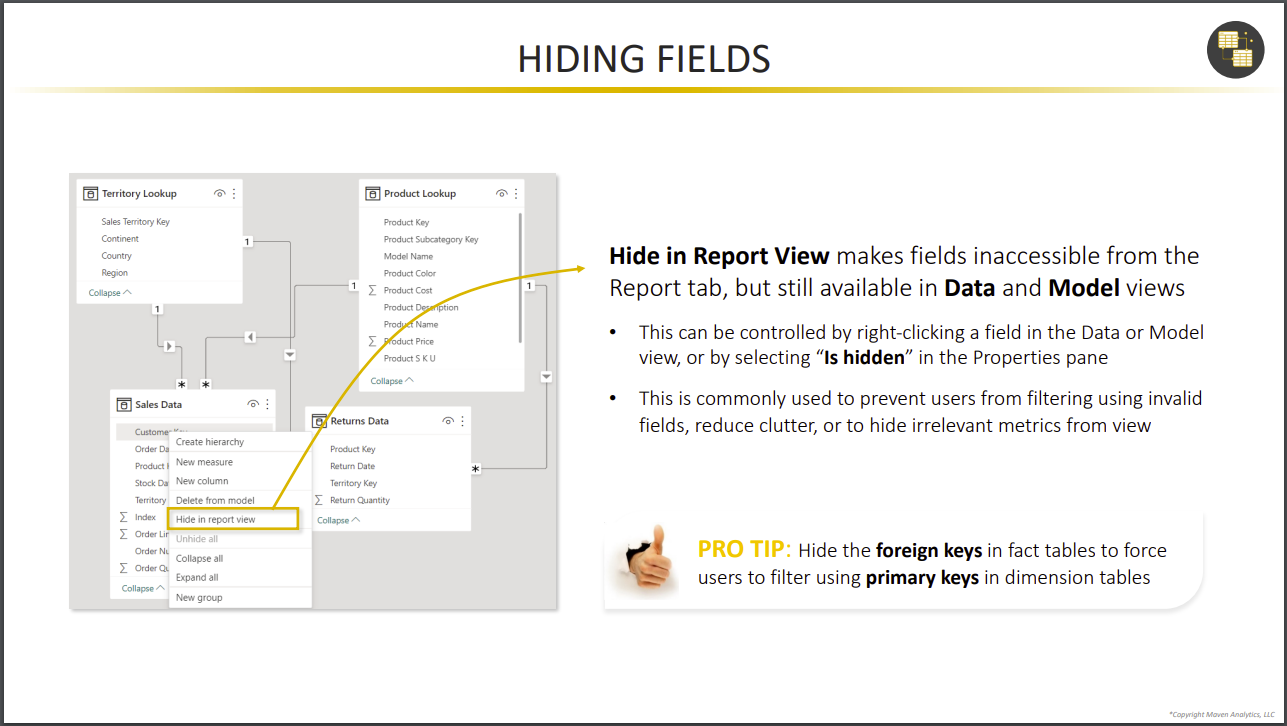 HIDING FIELDS
Territory Lookup
Sales Territory Key
Continent
Country
Region
Collapse
1
1
Product Lookup
Product Key
Product Subcategory Key
Model Name
Product Color
Σ Product Cost
Product Description
Product Name
Σ Product Price
Product S K U
Collapse
1
1
*
*
Sales Data
Customer Key
Order Da
Product
Stock Da
Territory
Σ Index
Σ Order Lin
Order Nu
Σ Order Qu
Collapse
Create hierarchy
New measure
New column
Delete from model
Hide in report view
Unhide all
Collapse all
Expand all
New group
Returns Data
Product Key
Return Date
Territory Key
Σ Return Quantity
Collapse
*
Hide in Report View makes fields inaccessible from the
Report tab, but still available in Data and Model views
• This can be controlled by right-clicking a field in the Data or Model
view, or by selecting “Is hidden” in the Properties pane
• This is commonly used to prevent users from filtering using invalid
fields, reduce clutter, or to hide irrelevant metrics from view
PRO TIP: Hide the foreign keys in fact tables to force
users to filter using primary keys in dimension tables
*Copyright Maven Analytics, LLC